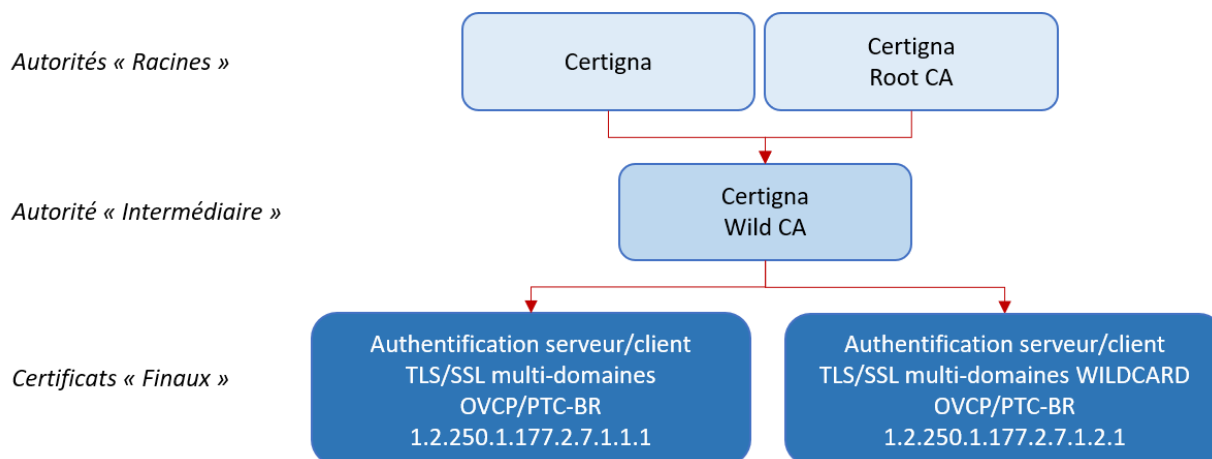 Autorités « Racines »
Certigna
Certigna
Root CA
Autorité « Intermédiaire »
Certigna
Wild CA
Certificats « Finaux »
Authentification serveur/client
TLS/SSL multi-domaines
OVCP/PTC-BR
1.2.250.1.177.2.7.1.1.1
Authentification serveur/client
TLS/SSL multi-domaines WILDCARD
OVCP/PTC-BR
1.2.250.1.177.2.7.1.2.1